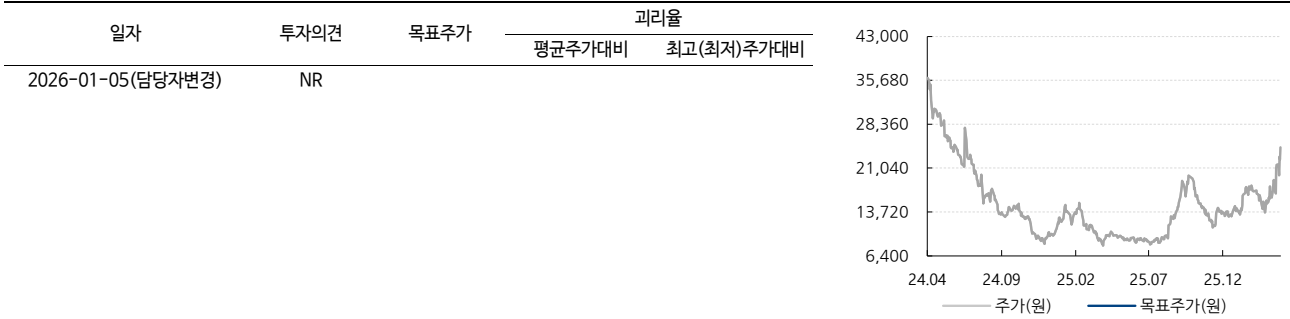 일자 투자의견 목표주가 괴리율
평균주가대비 최고(최저)주가대비
2026-01-05(담당자변경) NR
43,000
35,680
28,360
21,040
13,720
6,400
24.04 24.09 25.02 25.07 25.12
주가(원) 목표주가(원)